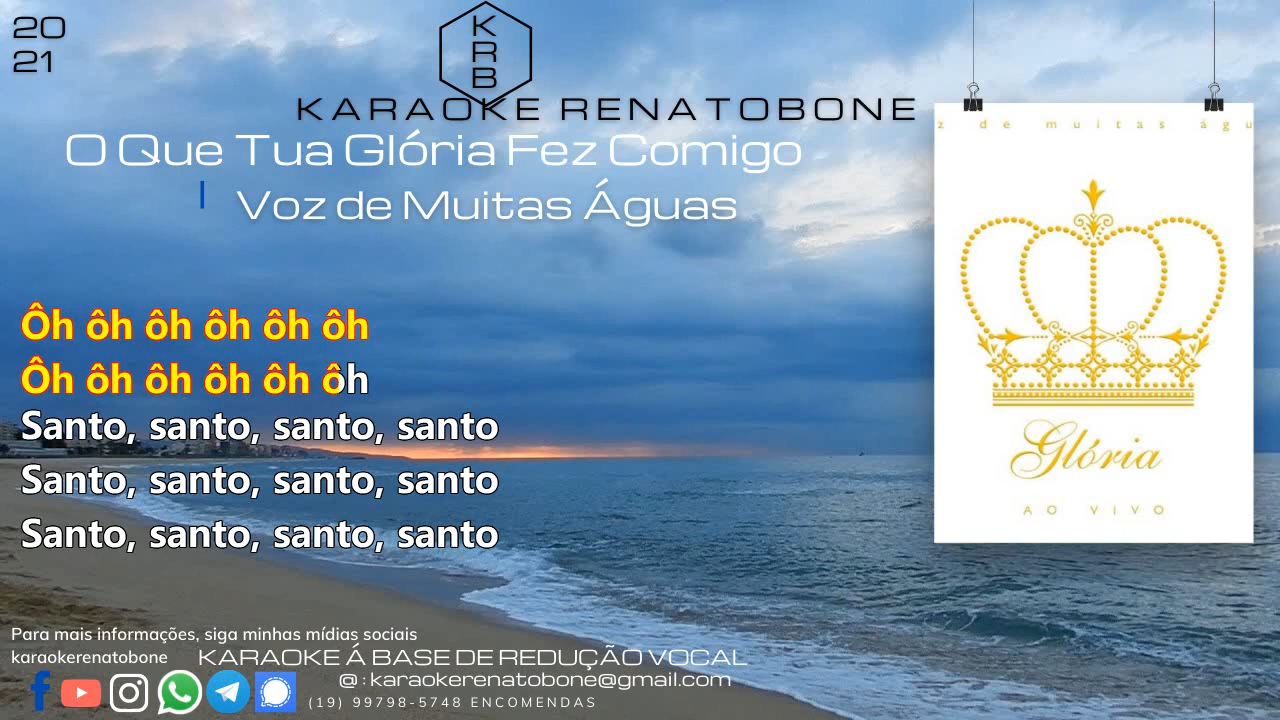 20
21
K
R
B
KARAOKE RENATOBONE
O Que Tua Glória Fez Comigo
Voz de Muitas Águas
z de muitas águ
Glória
AO VIVO
Ôh ôh ôh ôh ôh ôh
Ôh ôh ôh ôh ôh ôh
Santo, santo, santo, santo
Santo, santo, santo, santo
Santo, santo, santo, santo
Para mais informações, siga minhas mídias sociais
karaokerenatobone
KARAOKE Á BASE DE REDUÇÃO VOCAL
@ : karaokerenatobone@gmail.com
(19) 99798-5748 ENCOMENDAS